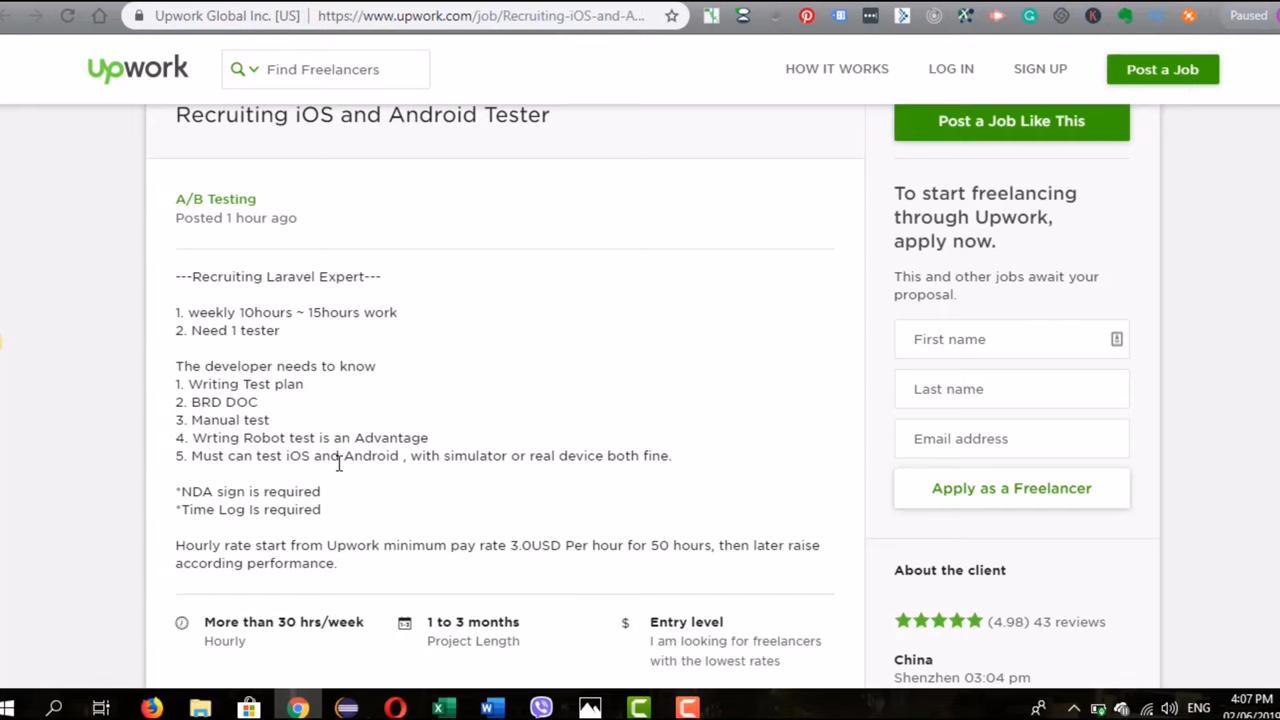 Upwork Global Inc. [US]
https://www.upwork.com/job/Recruiting-iOS-and-A...
Paused
upwork
Find Freelancers
HOW IT WORKS
LOG IN
SIGN UP
Post a Job
Recruiting iOS and Android Tester
A/B Testing
Posted 1 hour ago
---Recruiting Laravel Expert---
1. weekly 10hours ~ 15hours work
2. Need 1 tester
The developer needs to know
1. Writing Test plan
2. BRD DOC
3. Manual test
4. Wrting Robot test is an Advantage
5. Must can test iOS and Android , with simulator or real device both fine.
*NDA sign is required
*Time Log Is required
Hourly rate start from Upwork minimum pay rate 3.0USD Per hour for 50 hours, then later raise
according performance.
More than 30 hrs/week
Hourly
1 to 3 months
Project Length
$
Entry level
I am looking for freelancers
with the lowest rates
Post a Job Like This
To start freelancing
through Upwork,
apply now.
This and other jobs await your
proposal.
First name
Last name
Email address
Apply as a Freelancer
About the client
(4.98) 43 reviews
China
Shenzhen 03:04 pm
4:07 PM